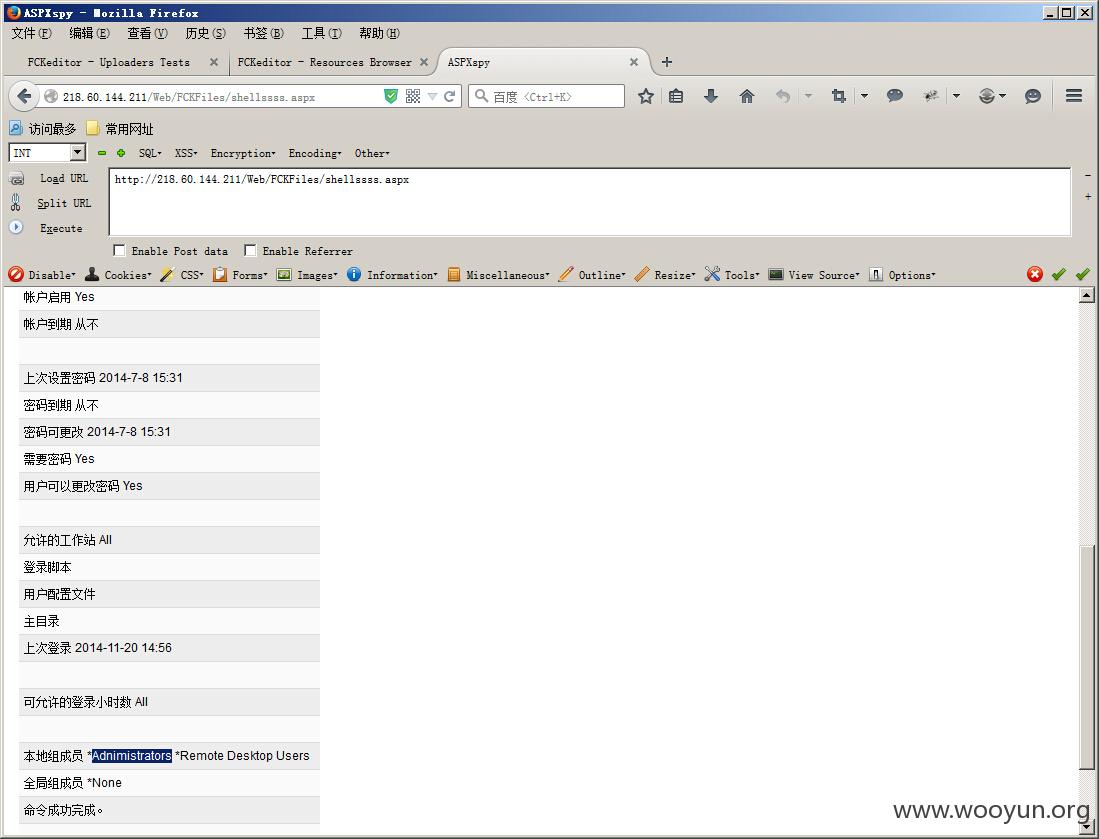 ASPXspy - Mozilla Firefox
文件(F) 编辑(E) 查看(V) 历史(S) 书签(B) 工具(T) 帮助(H)
FCKeditor - Uploaders Tests
FCKeditor - Resources Browser
ASPXspy
218.60.144.211/Web/FCKFiles/shellssss.aspx
百度 <Ctrl+K>
访问最多 常用网址
INT SQL XSS Encryption Encoding Other
Load URL
http://218.60.144.211/Web/FCKFiles/shellssss.aspx
Split URL
Execute
Enable Post data Enable Referrer
Disable Cookies CSS Forms Images Information Miscellaneous Outline Resize Tools View Source Options
帐户启用 Yes
帐户到期 从不
上次设置密码 2014-7-8 15:31
密码到期 从不
密码可更改 2014-7-8 15:31
需要密码 Yes
用户可以更改密码 Yes
允许的工作站 All
登录脚本
用户配置文件
主目录
上次登录 2014-11-20 14:56
可允许的登录小时数 All
本地组成员 *Adnimistrators *Remote Desktop Users
全局组成员 *None
命令成功完成。
www.wooyun.org